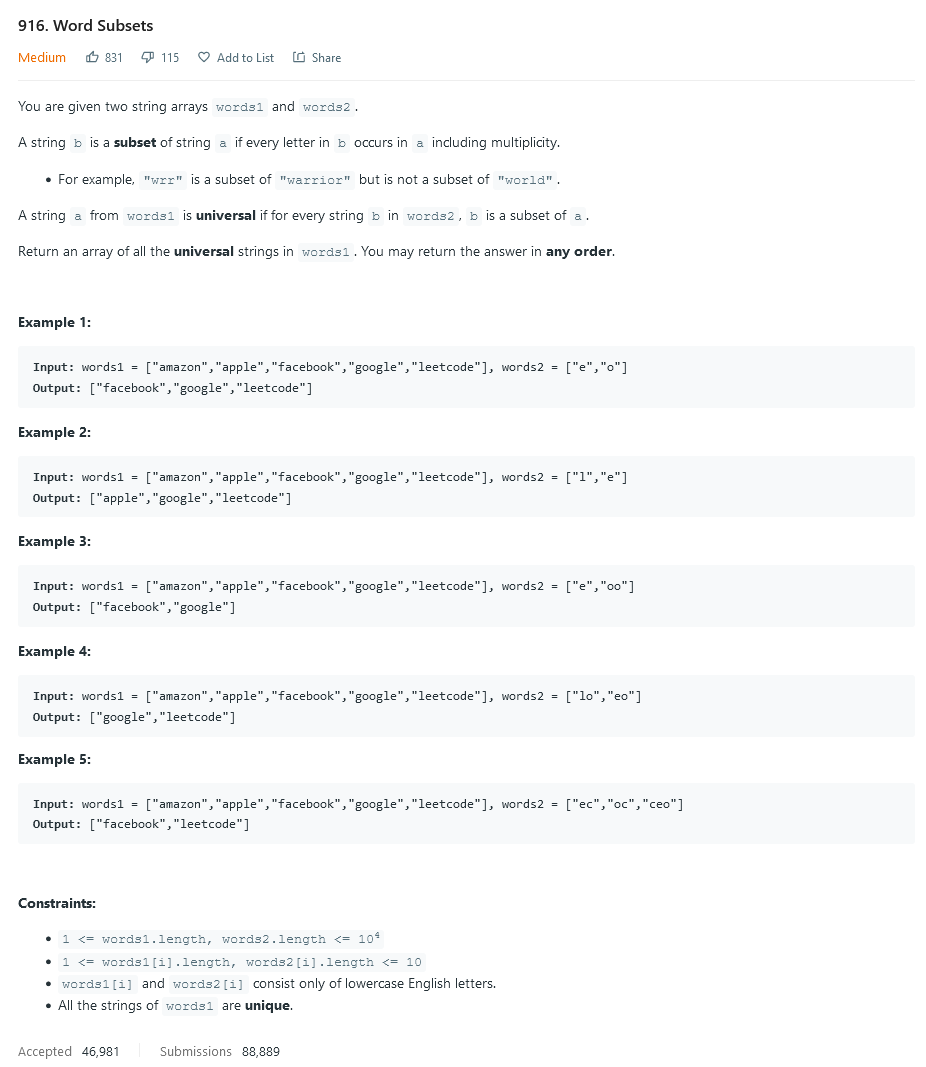 916. Word Subsets
Medium 831 115 Add to List Share
You are given two string arrays words1 and words2.
A string b is a subset of string a if every letter in b occurs in a including multiplicity.
• For example, "wrr" is a subset of "warrior" but is not a subset of "world".
A string a from words1 is universal if for every string b in words2, b is a subset of a.
Return an array of all the universal strings in words1. You may return the answer in any order.
Example 1:
Input: words1 = ["amazon","apple","facebook","google","leetcode"], words2 = ["e","o"]
Output: ["facebook","google","leetcode"]
Example 2:
Input: words1 = ["amazon","apple","facebook","google","leetcode"], words2 = ["l","e"]
Output: ["apple","google","leetcode"]
Example 3:
Input: words1 = ["amazon","apple","facebook","google","leetcode"], words2 = ["e","oo"]
Output: ["facebook","google"]
Example 4:
Input: words1 = ["amazon","apple","facebook","google","leetcode"], words2 = ["lo","eo"]
Output: ["google","leetcode"]
Example 5:
Input: words1 = ["amazon","apple","facebook","google","leetcode"], words2 = ["ec","oc","ceo"]
Output: ["facebook","leetcode"]
Constraints:
• 1 <= words1.length, words2.length <= 10⁴
• 1 <= words1[i].length, words2[i].length <= 10
• words1[i] and words2[i] consist only of lowercase English letters.
• All the strings of words1 are unique.
Accepted 46,981 Submissions 88,889